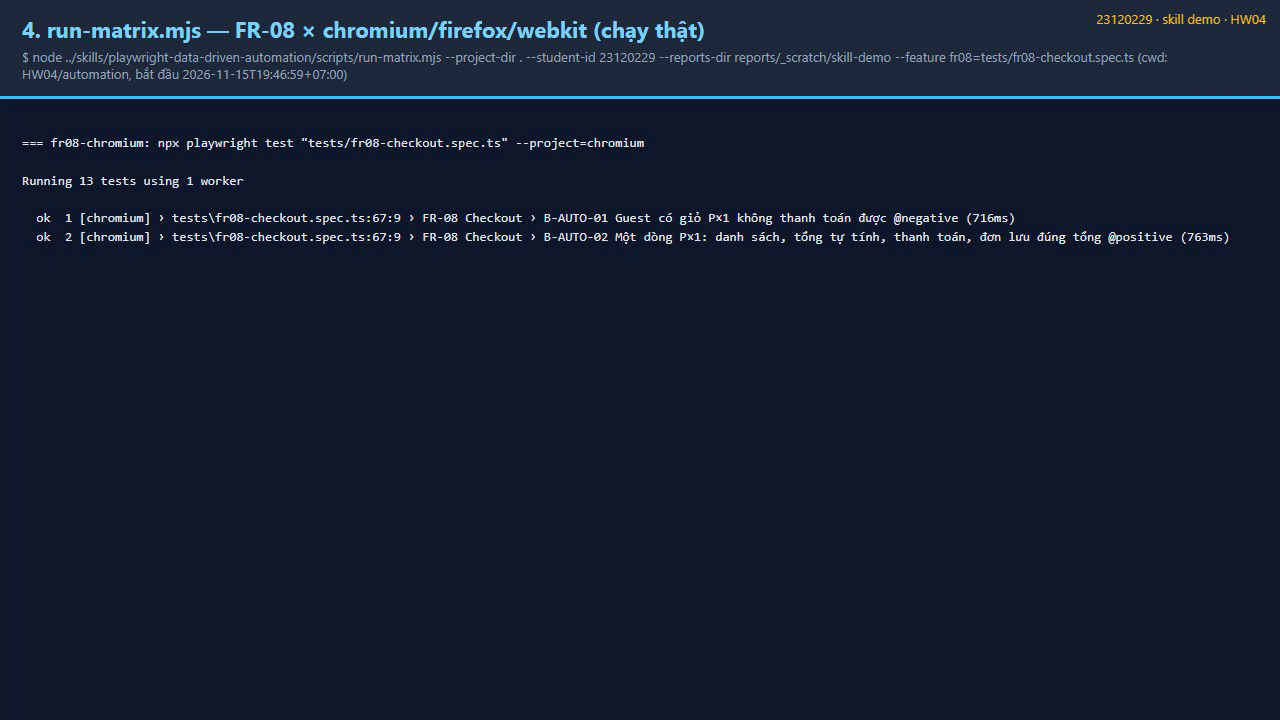 4. run-matrix.mjs — FR-08 × chromium/firefox/webkit (chạy thật)
23120229 · skill demo · HW04
$ node ../skills/playwright-data-driven-automation/scripts/run-matrix.mjs --project-dir . --student-id 23120229 --reports-dir reports/_scratch/skill-demo --feature fr08=tests/fr08-checkout.spec.ts (cwd:
HW04/automation, bắt đầu 2026-11-15T19:46:59+07:00)
=== fr08-chromium: npx playwright test "tests/fr08-checkout.spec.ts" --project=chromium
Running 13 tests using 1 worker
ok 1 [chromium] › tests\fr08-checkout.spec.ts:67:9 › FR-08 Checkout › B-AUTO-01 Guest có giỏ P×1 không thanh toán được @negative (716ms)
ok 2 [chromium] › tests\fr08-checkout.spec.ts:67:9 › FR-08 Checkout › B-AUTO-02 Một dòng P×1: danh sách, tổng tự tính, thanh toán, đơn lưu đúng tổng @positive (763ms)